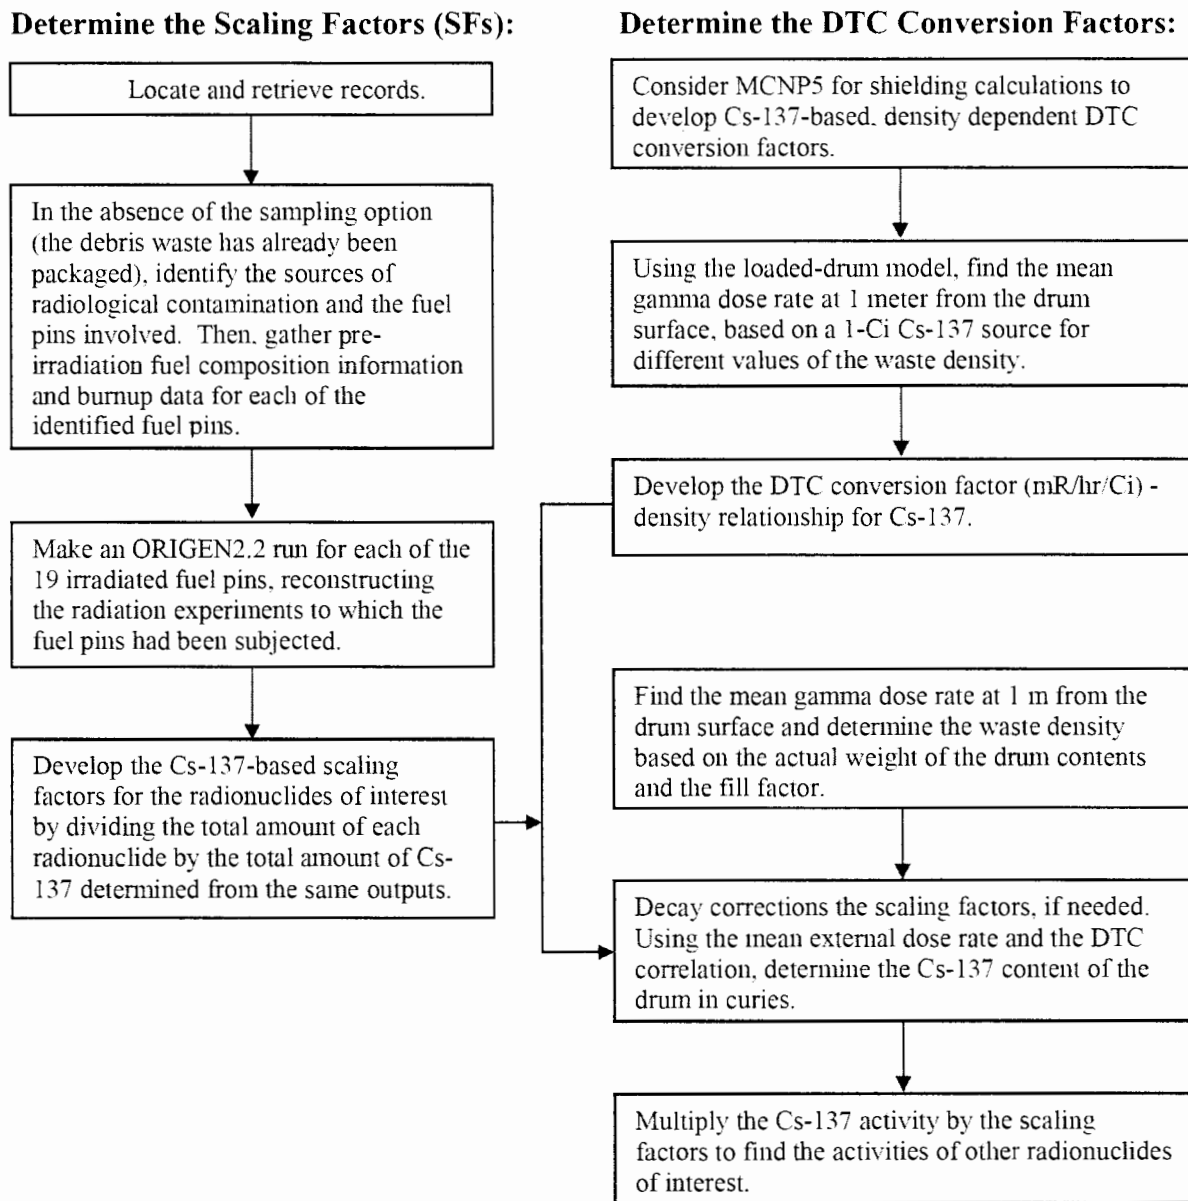 Determine the Scaling Factors (SFs):
Locate and retrieve records.
In the absence of the sampling option
(the debris waste has already been
packaged), identify the sources of
radiological contamination and the fuel
pins involved. Then, gather pre-
irradiation fuel composition information
and burnup data for each of the
identified fuel pins.
Make an ORIGEN2.2 run for each of the
19 irradiated fuel pins, reconstructing
the radiation experiments to which the
fuel pins had been subjected.
Develop the Cs-137-based scaling
factors for the radionuclides of interest
by dividing the total amount of each
radionuclide by the total amount of Cs-
137 determined from the same outputs.
Determine the DTC Conversion Factors:
Consider MCNP5 for shielding calculations to
develop Cs-137-based, density dependent DTC
conversion factors.
Using the loaded-drum model, find the mean
gamma dose rate at 1 meter from the drum
surface, based on a 1-Ci Cs-137 source for
different values of the waste density.
Develop the DTC conversion factor (mR/hr/Ci) -
density relationship for Cs-137.
Find the mean gamma dose rate at 1 m from the
drum surface and determine the waste density
based on the actual weight of the drum contents
and the fill factor.
Decay corrections the scaling factors, if needed.
Using the mean external dose rate and the DTC
correlation, determine the Cs-137 content of the
drum in curies.
Multiply the Cs-137 activity by the scaling
factors to find the activities of other radionuclides
of interest.